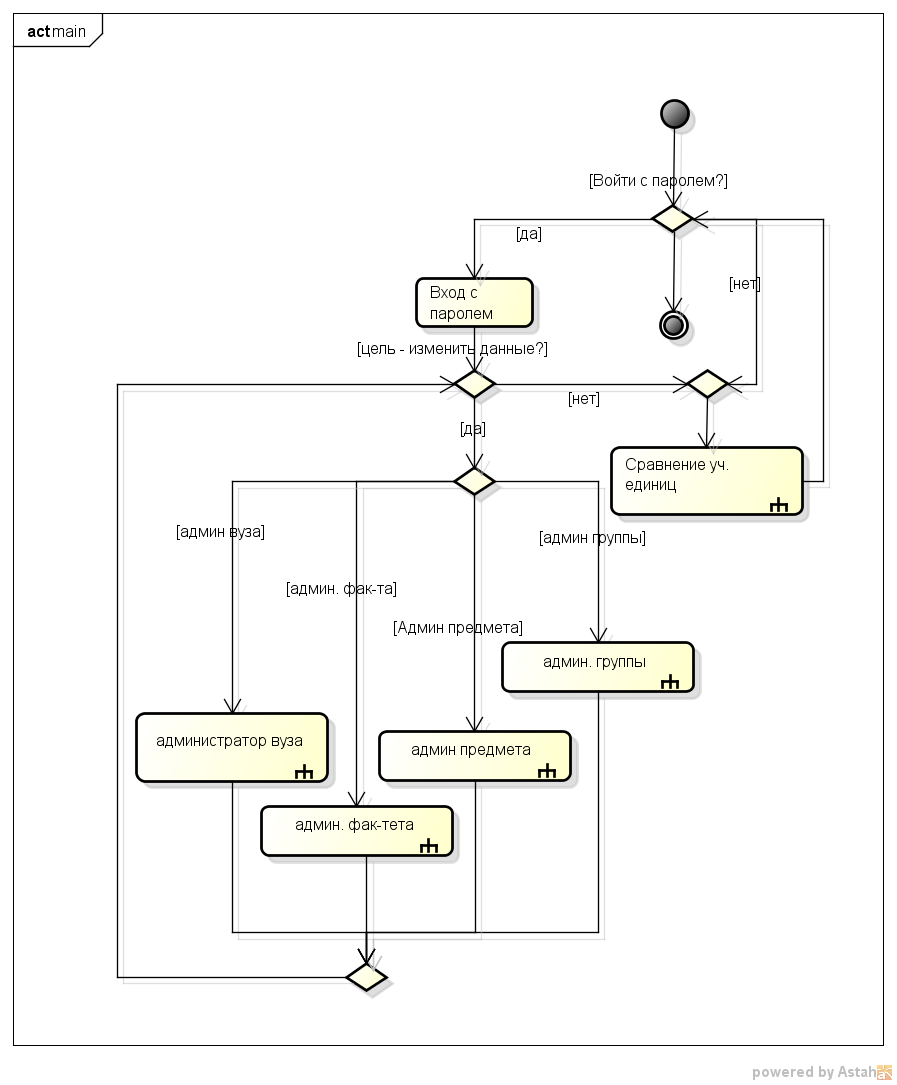 act main
[Войти с паролем?]
[да]
[нет]
Вход с
паролем
[цель - изменить данные?]
[нет]
[да]
Сравнение уч.
единиц
[админ вуза]
[админ группы]
[админ. фак-та]
[Админ предмета]
админ. группы
администратор вуза
админ предмета
админ. фак-тета
powered by Astah